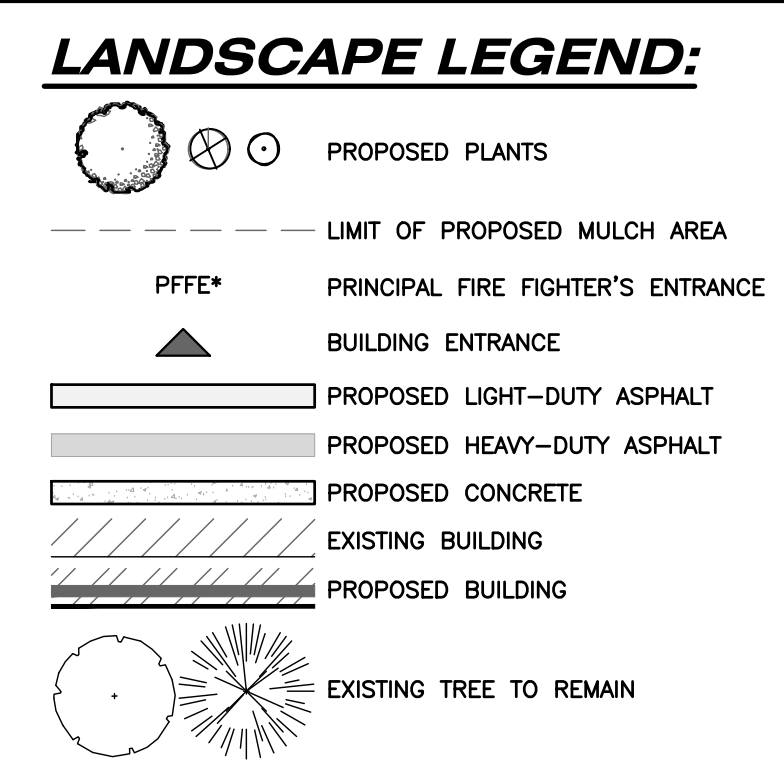 LANDSCAPE LEGEND:
PROPOSED PLANTS
LIMIT OF PROPOSED MULCH AREA
PFFE* PRINCIPAL FIRE FIGHTER'S ENTRANCE
BUILDING ENTRANCE
PROPOSED LIGHT-DUTY ASPHALT
PROPOSED HEAVY-DUTY ASPHALT
PROPOSED CONCRETE
EXISTING BUILDING
PROPOSED BUILDING
EXISTING TREE TO REMAIN